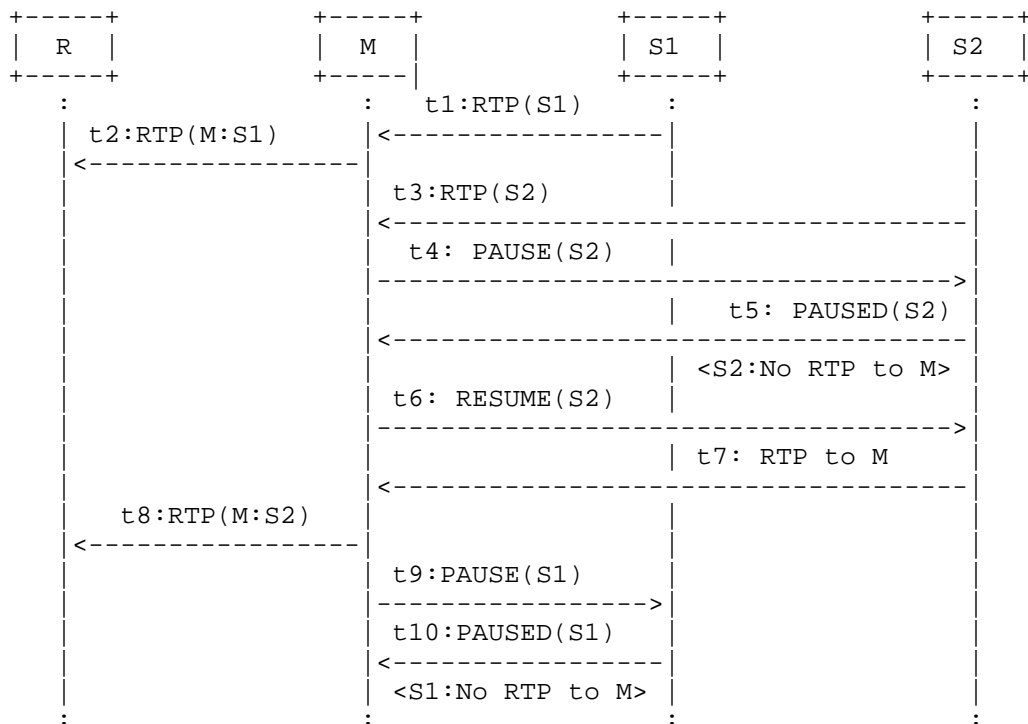 R M S1 S2
t1:RTP(S1)
t2:RTP(M:S1)
t3:RTP(S2)
t4: PAUSE(S2)
t5: PAUSED(S2)
<S2:No RTP to M>
t6: RESUME(S2)
t7: RTP to M
t8:RTP(M:S2)
t9:PAUSE(S1)
t10:PAUSED(S1)
<S1:No RTP to M>